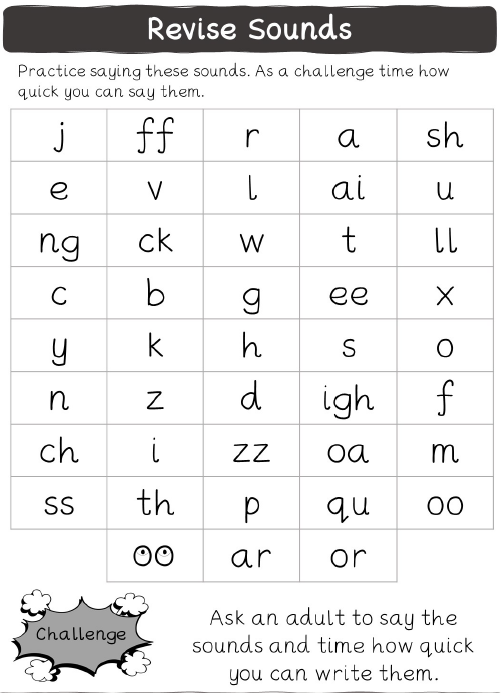 Revise Sounds
Practice saying these sounds. As a challenge time how
quick you can say them.
j ff r a sh
e v l ai u
ng ck w t ll
c b g ee x
y k h s o
n z d igh f
ch i zz oa m
ss th p qu oo
oo ar or
Challenge
Ask an adult to say the
sounds and time how quick
you can write them.